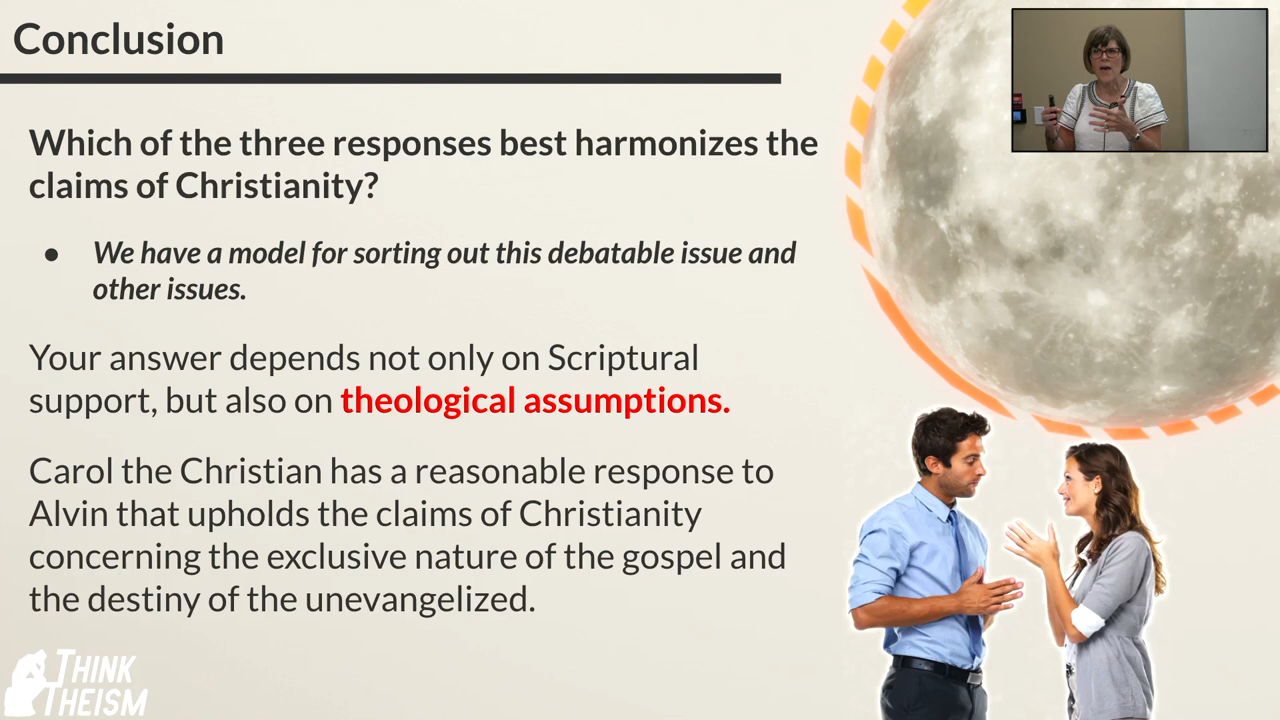 Conclusion
Which of the three responses best harmonizes the
claims of Christianity?
● We have a model for sorting out this debatable issue and
other issues.
Your answer depends not only on Scriptural
support, but also on theological assumptions.
Carol the Christian has a reasonable response to
Alvin that upholds the claims of Christianity
concerning the exclusive nature of the gospel and
the destiny of the unevangelized.
THINK
THEISM